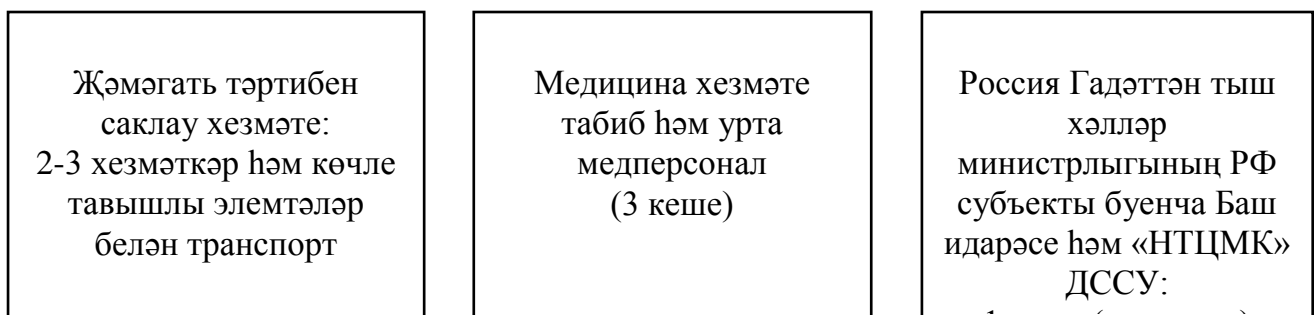 Җәмәгать тәртибен
саклау хезмәте:
2-3 хезмәткәр һәм көчле
тавышлы элемтәләр
белән транспорт
Медицина хезмәте
табиб һәм урта
медперсонал
(3 кеше)
Россия Гадәттән тыш
хәлләр
министрлыгының РФ
субъекты буенча Баш
идарәсе һәм «НТЦМК»
ДССУ: